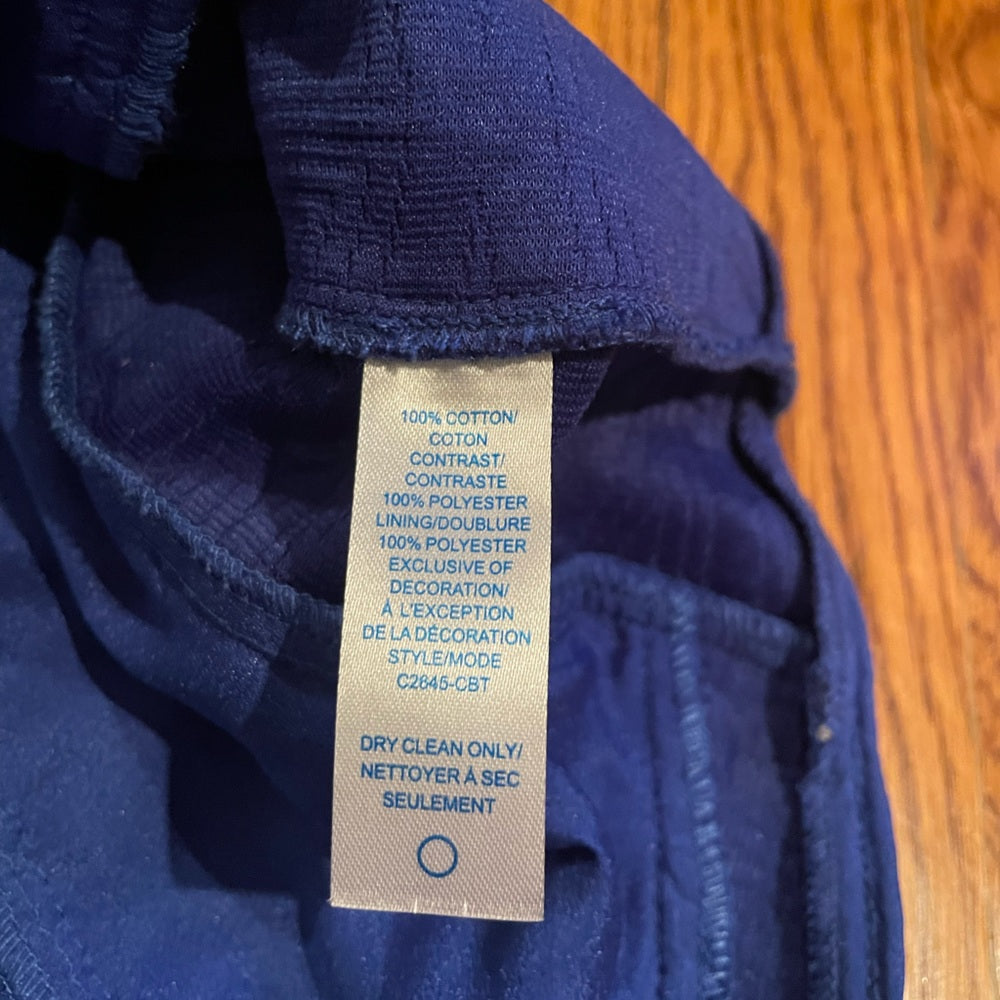 100% COTTON/
COTON
CONTRAST/
CONTRASTE
100% POLYESTER
LINING/DOUBLURE
100% POLYESTER
EXCLUSIVE OF
DECORATION/
À L'EXCEPTION
DE LA DÉCORATION
STYLE/MODE
C2645-CBT
DRY CLEAN ONLY/
NETTOYER À SEC
SEULEMENT